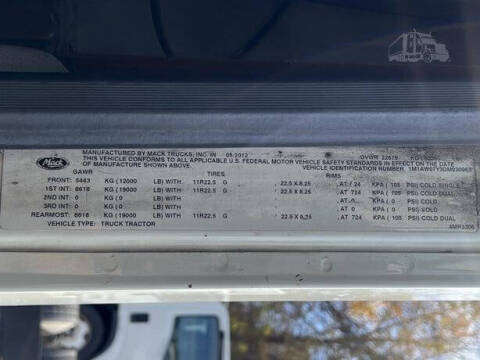 Mack
MANUFACTURED BY MACK TRUCKS, INC. IN 05/2012 GVWR 22679 KG
THIS VEHICLE CONFORMS TO ALL APPLICABLE U.S. FEDERAL MOTOR VEHICLE SAFETY STANDARDS IN EFFECT ON THE DATE
OF MANUFACTURE SHOWN ABOVE. VEHICLE IDENTIFICATION NUMBER
GAWR TIRES RIMS
FRONT: 5443 KG (12000 LB) WITH 11R22.5 G 22.5 X 8.25 , AT 724 KPA ( 105 PSI) COLD SINGLE
1ST INT: 8618 KG (19000 LB) WITH 11R22.5 G 22.5 X 8.25 , AT 724 KPA ( 105 PSI) COLD DUAL
2ND INT: 0 KG ( 0 LB) WITH , AT 0 KPA ( 0 PSI) COLD
3RD INT: 0 KG ( 0 LB) WITH , AT 0 KPA ( 0 PSI) COLD
REARMOST: 8618 KG (19000 LB) WITH 11R22.5 G 22.5 X 8.25 , AT 724 KPA ( 105 PSI) COLD DUAL
VEHICLE TYPE: TRUCK TRACTOR